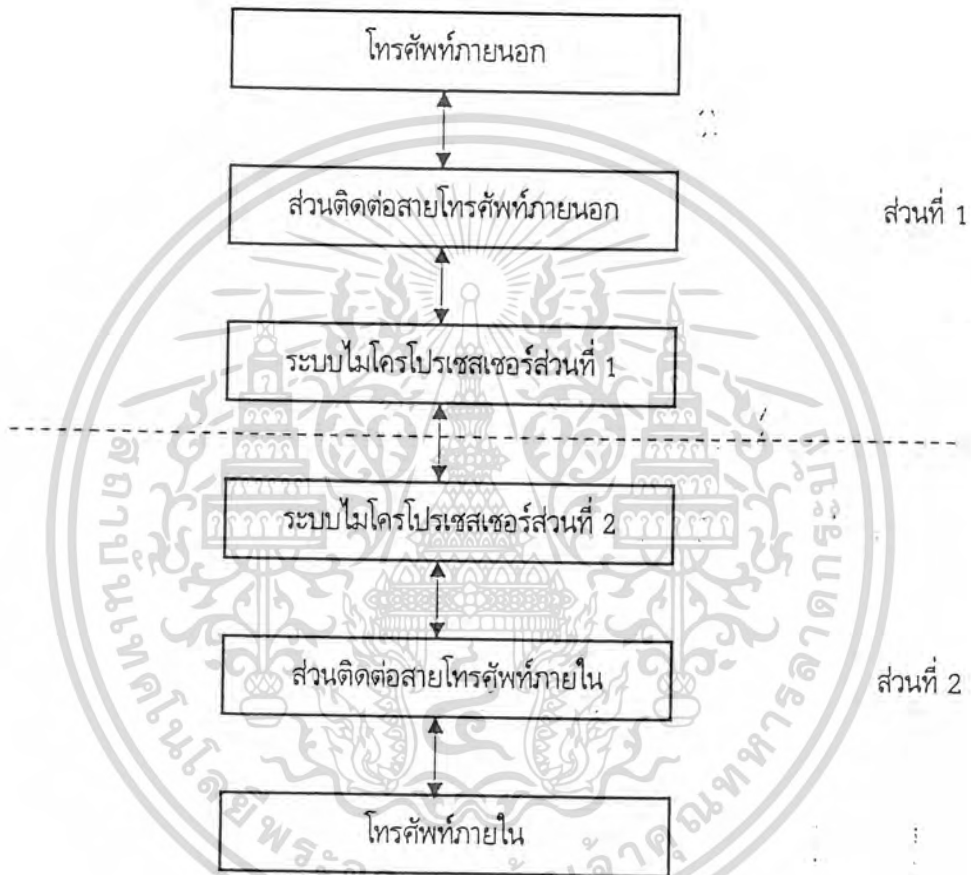 โทรศัพท์ภายนอก
ส่วนติดต่อสายโทรศัพท์ภายนอก
ส่วนที่ 1
ระบบไมโครโปรเซสเซอร์ส่วนที่ 1
ระบบไมโครโปรเซสเซอร์ส่วนที่ 2
ส่วนติดต่อสายโทรศัพท์ภายใน
ส่วนที่ 2
โทรศัพท์ภายใน